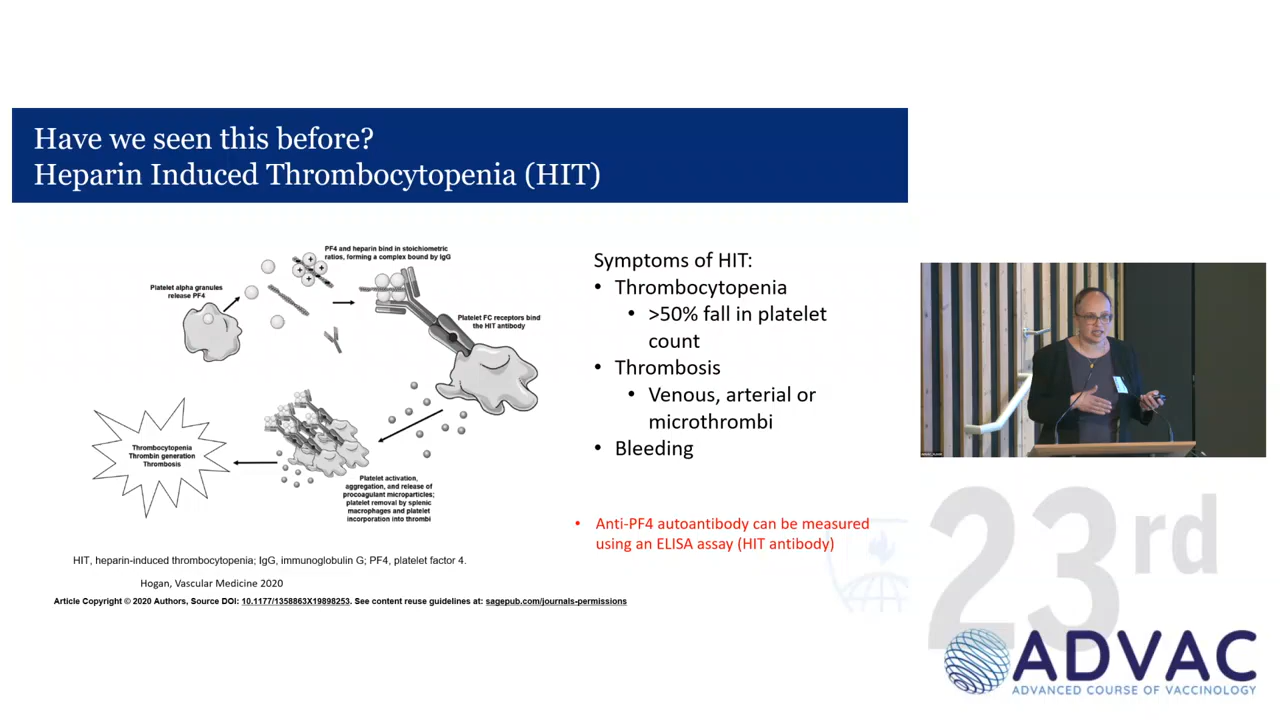 Have we seen this before?
Heparin Induced Thrombocytopenia (HIT)
PF4 and heparin bind in stoichiometric
ratios, forming a complex bound by IgG
Platelet alpha granules
release PF4
Platelet FC receptors bind
the HIT antibody
Thrombocytopenia
Thrombin generation
Thrombosis
Platelet activation,
aggregation, and release of
procoagulant microparticles;
platelet removal by splenic
macrophages and platelet
incorporation into thrombi
HIT, heparin-induced thrombocytopenia; IgG, immunoglobulin G; PF4, platelet factor 4.
Hogan, Vascular Medicine 2020
Article Copyright © 2020 Authors, Source DOI: 10.1177/1358863X19898253. See content reuse guidelines at: sagepub.com/journals-permissions
Symptoms of HIT:
• Thrombocytopenia
• >50% fall in platelet
count
• Thrombosis
• Venous, arterial or
microthrombi
• Bleeding
• Anti-PF4 autoantibody can be measured
using an ELISA assay (HIT antibody)
23rd
ADVAC
ADVANCED COURSE OF VACCINOLOGY